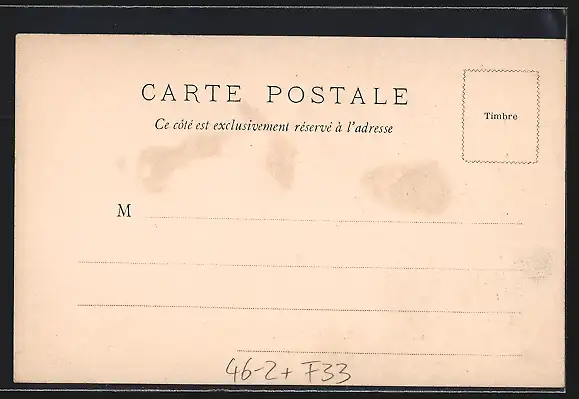 CARTE POSTALE
Ce côté est exclusivement réservé à l'adresse
Timbre
M
46-2+ F33